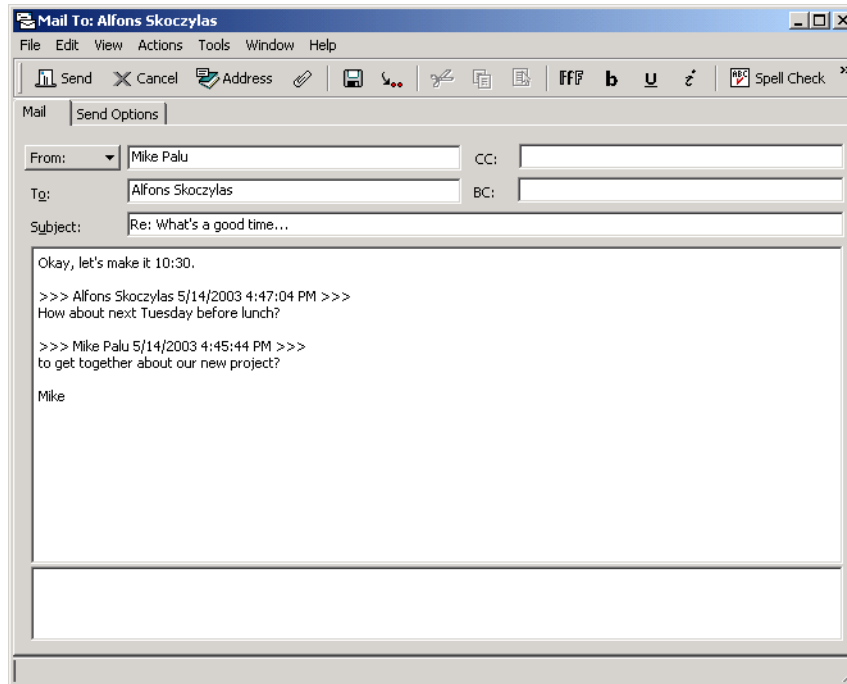 Mail To: Alfons Skoczylas
File Edit View Actions Tools Window Help
Send Cancel Address fff b u i ABC Spell Check »
Mail Send Options
From: Mike Palu CC:
To: Alfons Skoczylas BC:
Subject: Re: What's a good time...
Okay, let's make it 10:30.
>>> Alfons Skoczylas 5/14/2003 4:47:04 PM >>>
How about next Tuesday before lunch?
>>> Mike Palu 5/14/2003 4:45:44 PM >>>
to get together about our new project?
Mike